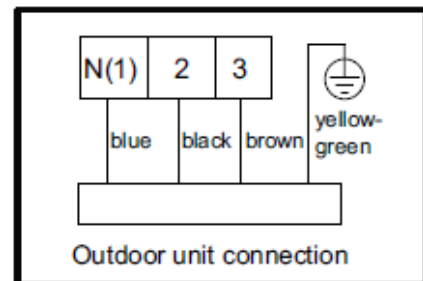 N(1) 2 3
blue black brown yellow-
green
Outdoor unit connection